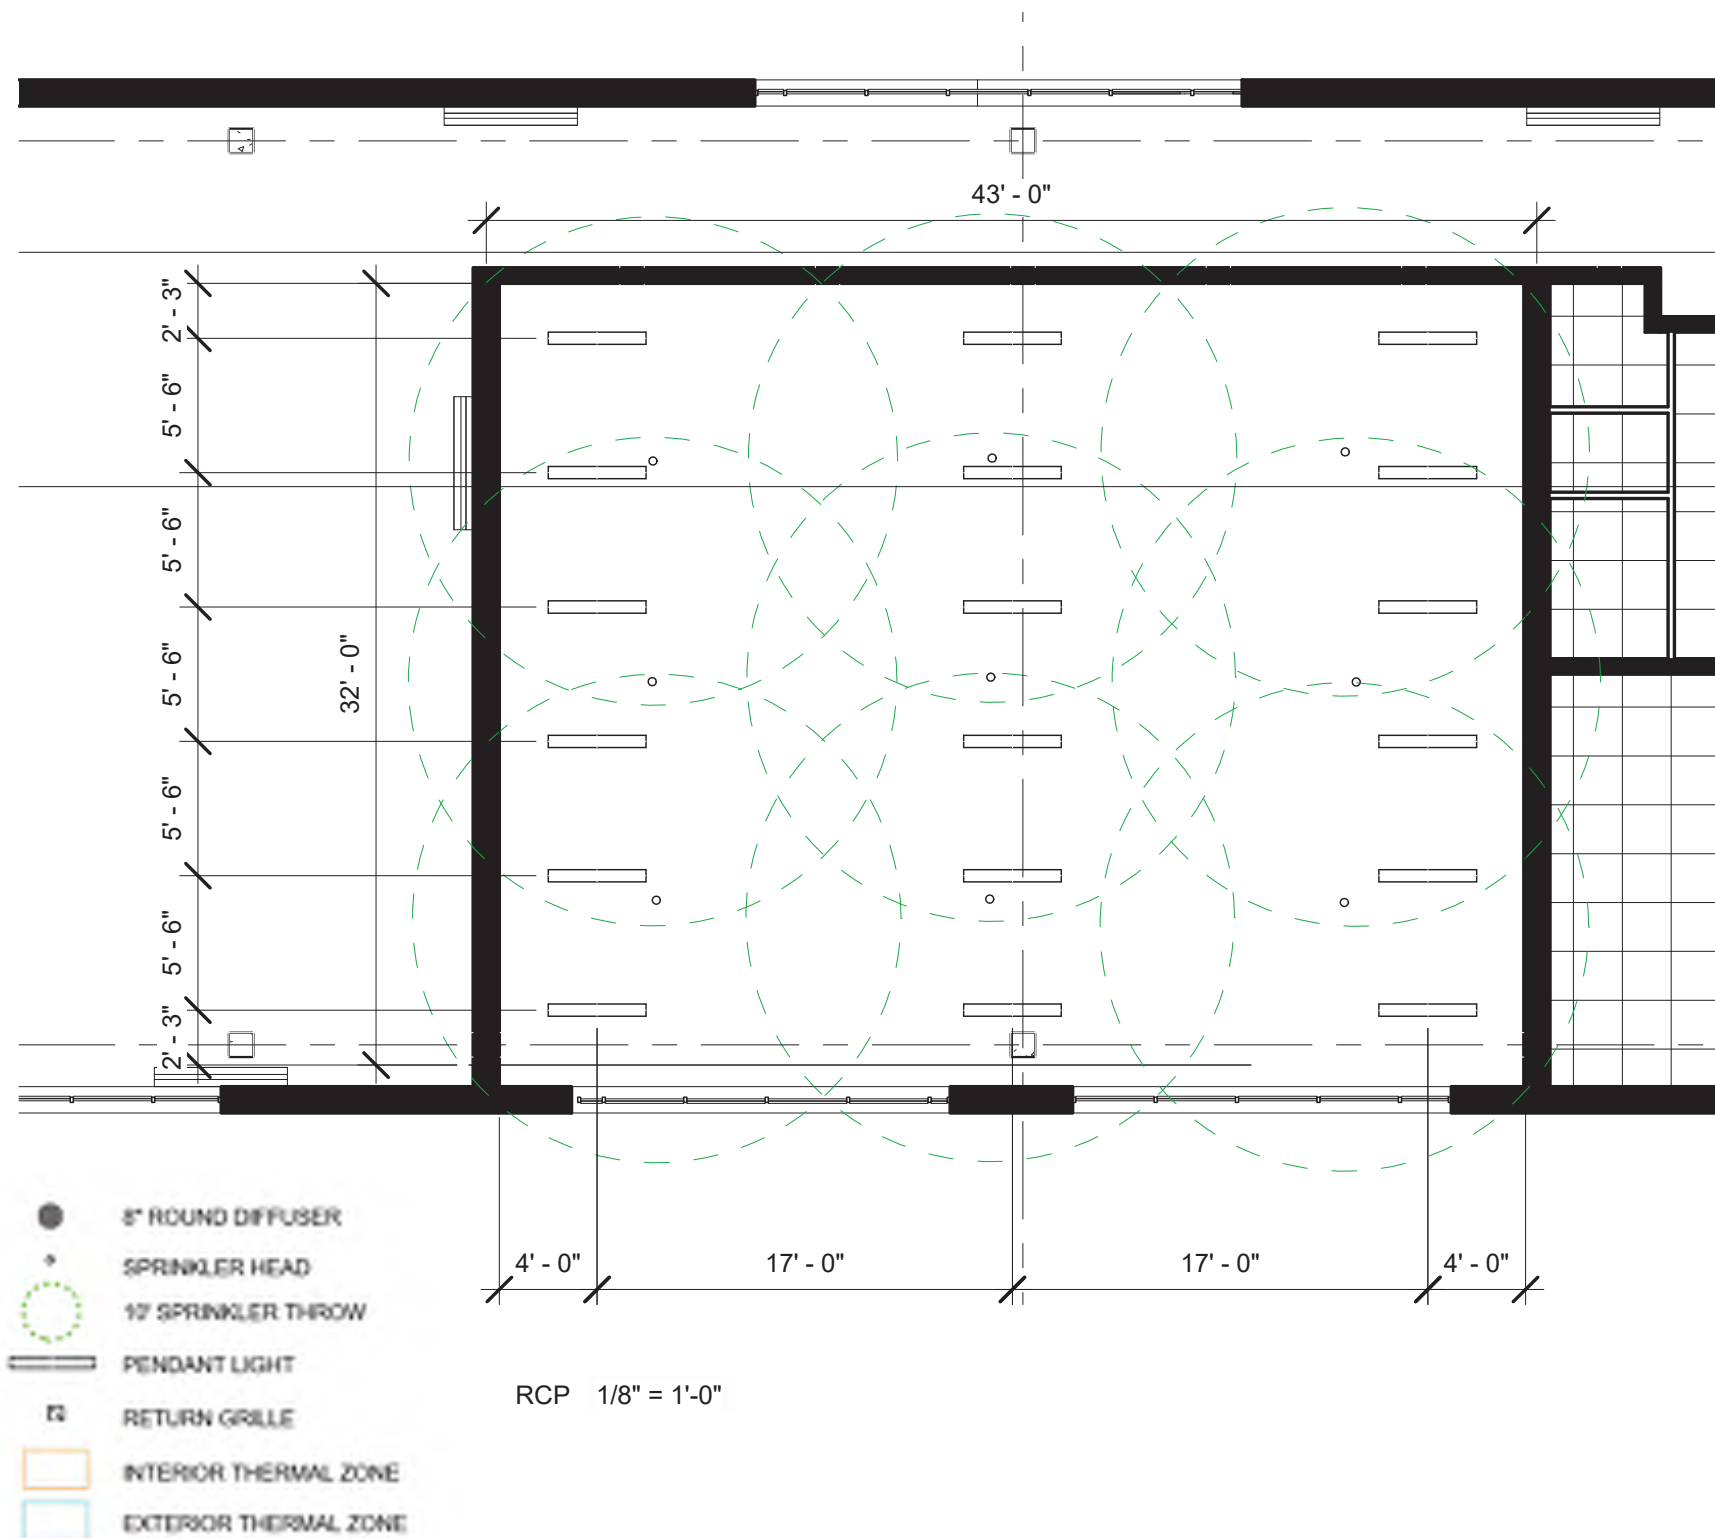 43' - 0"
2' - 3"
5' - 6"
5' - 6"
5' - 6"
5' - 6"
5' - 6"
2' - 3"
32' - 0"
4' - 0"
17' - 0"
17' - 0"
4' - 0"
8" ROUND DIFFUSER
SPRINKLER HEAD
10' SPRINKLER THROW
PENDANT LIGHT
RETURN GRILLE
INTERIOR THERMAL ZONE
EXTERIOR THERMAL ZONE
RCP 1/8" = 1'-0"